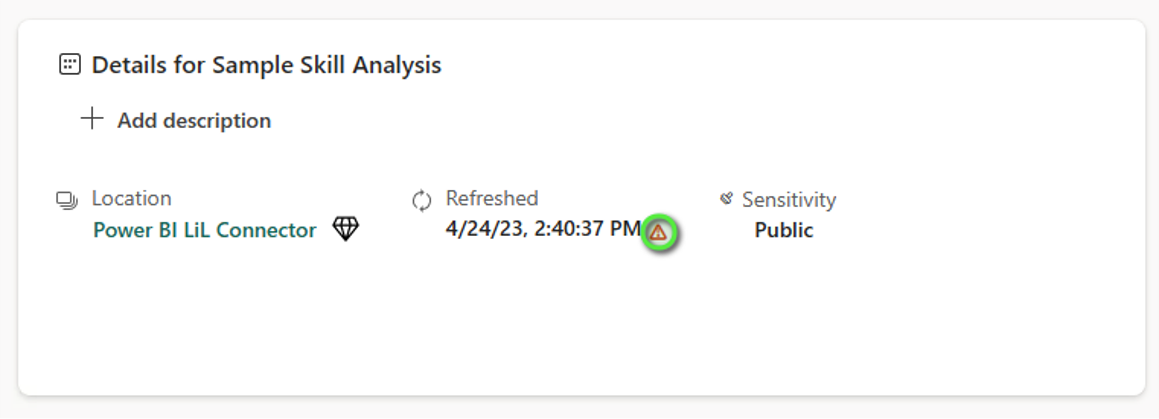 Details for Sample Skill Analysis
Add description
Location
Power BI LiL Connector
Refreshed
4/24/23, 2:40:37 PM
Sensitivity
Public